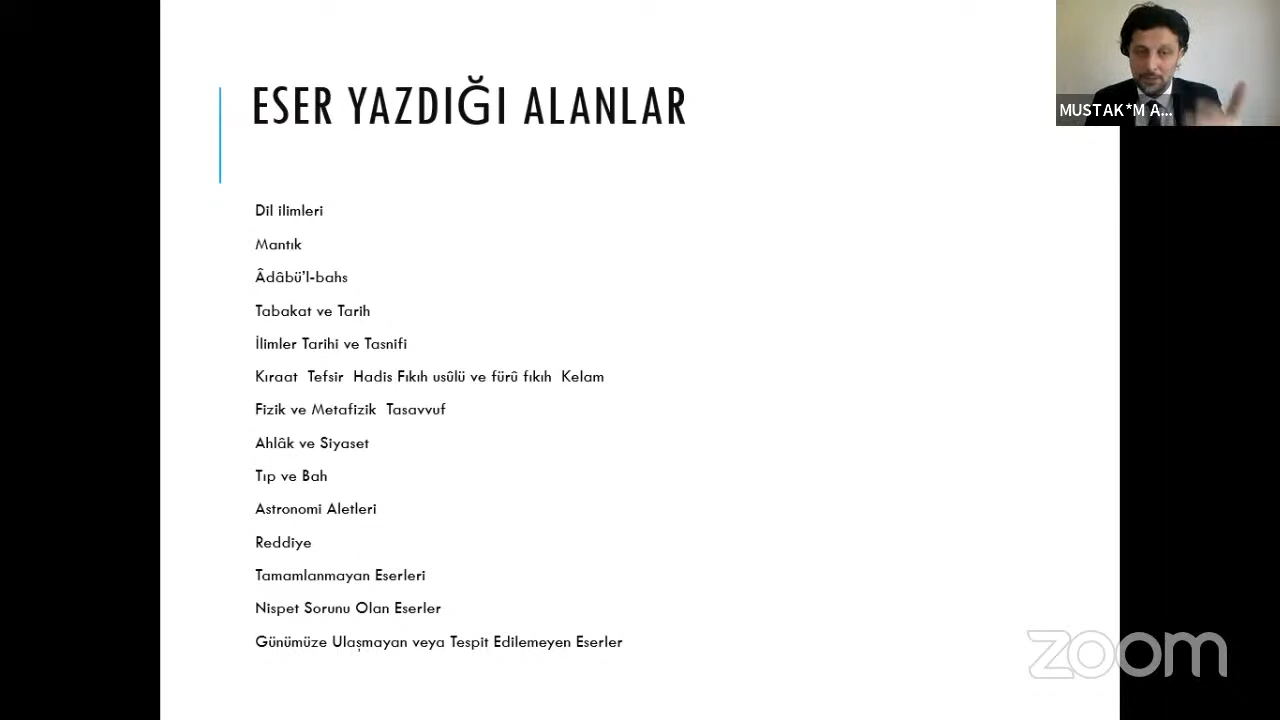 ESER YAZDIĞI ALANLAR
MUSTAK*M A...
Dil ilimleri
Mantık
Âdâbü'l-bahs
Tabakat ve Tarih
İlimler Tarihi ve Tasnifi
Kıraat Tefsir Hadis Fıkıh usûlü ve fürû fıkıh Kelam
Fizik ve Metafizik Tasavvuf
Ahlâk ve Siyaset
Tıp ve Bah
Astronomi Aletleri
Reddiye
Tamamlanmayan Eserleri
Nispet Sorunu Olan Eserler
Günümüze Ulaşmayan veya Tespit Edilemeyen Eserler
zoom